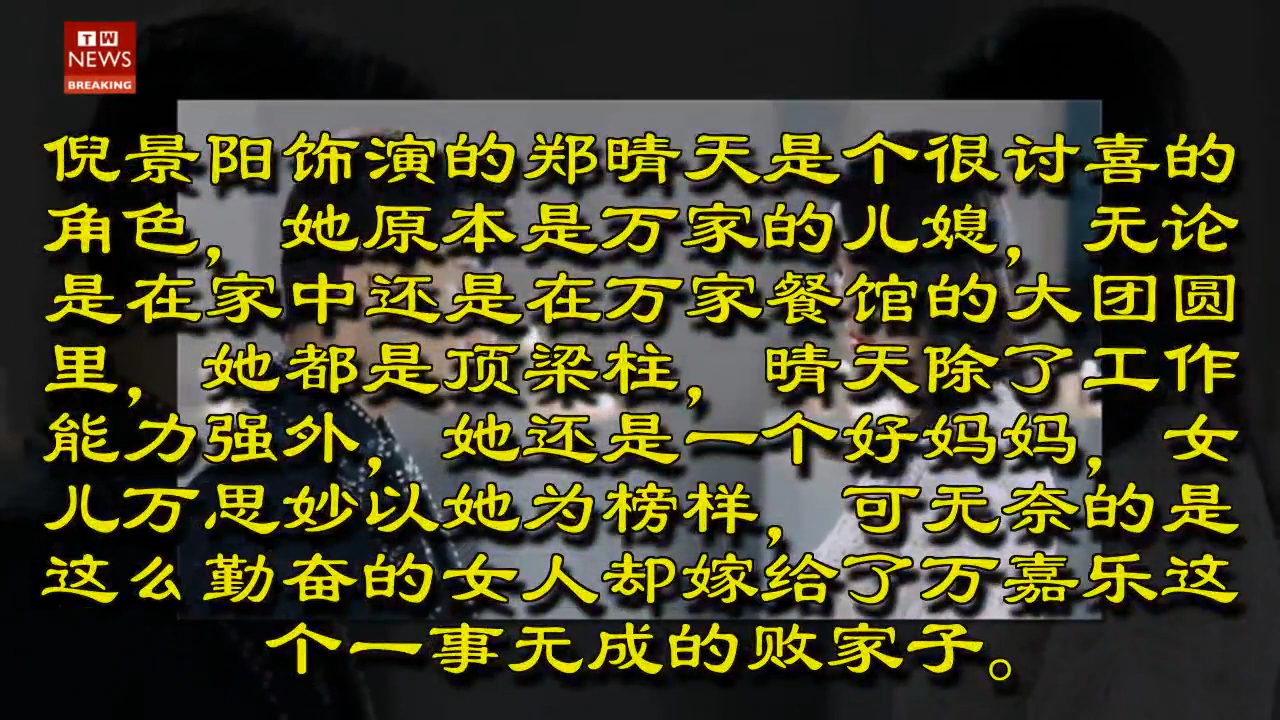 TW
NEWS
BREAKING
倪景阳饰演的郑晴天是个很讨喜的
角色，她原本是万家的儿媳，无论
是在家中还是在万家餐馆的大团圆
里，她都是顶梁柱，晴天除了工作
能力强外，她还是一个好妈妈，女
儿万思妙以她为榜样，可无奈的是
这么勤奋的女人却嫁给了万嘉乐这
个一事无成的败家子。